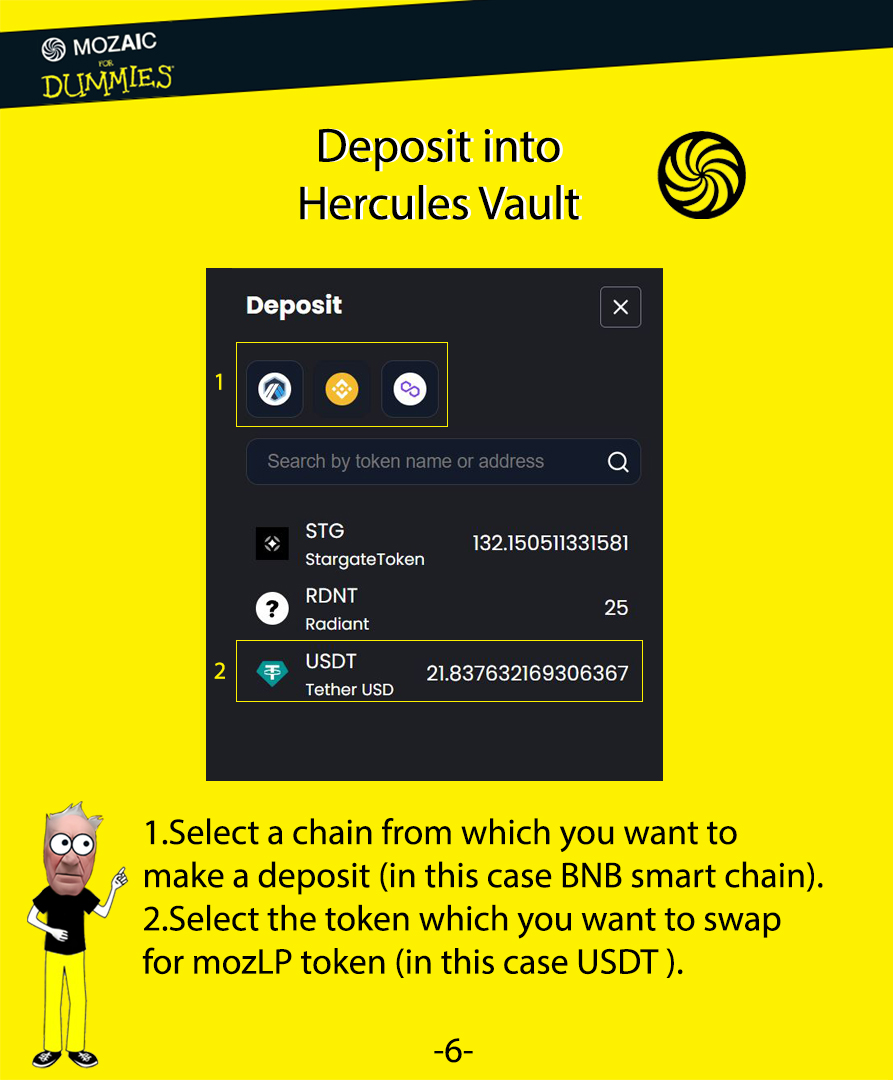 MOZAIC
FOR
DUMMIES
Deposit into
Hercules Vault
Deposit
1
Search by token name or address
STG
132.150511331581
StargateToken
?
RDNT
25
Radiant
2
USDT
21.837632169306367
Tether USD
1.Select a chain from which you want to
make a deposit (in this case BNB smart chain).
2.Select the token which you want to swap
for mozLP token (in this case USDT ).
-6-